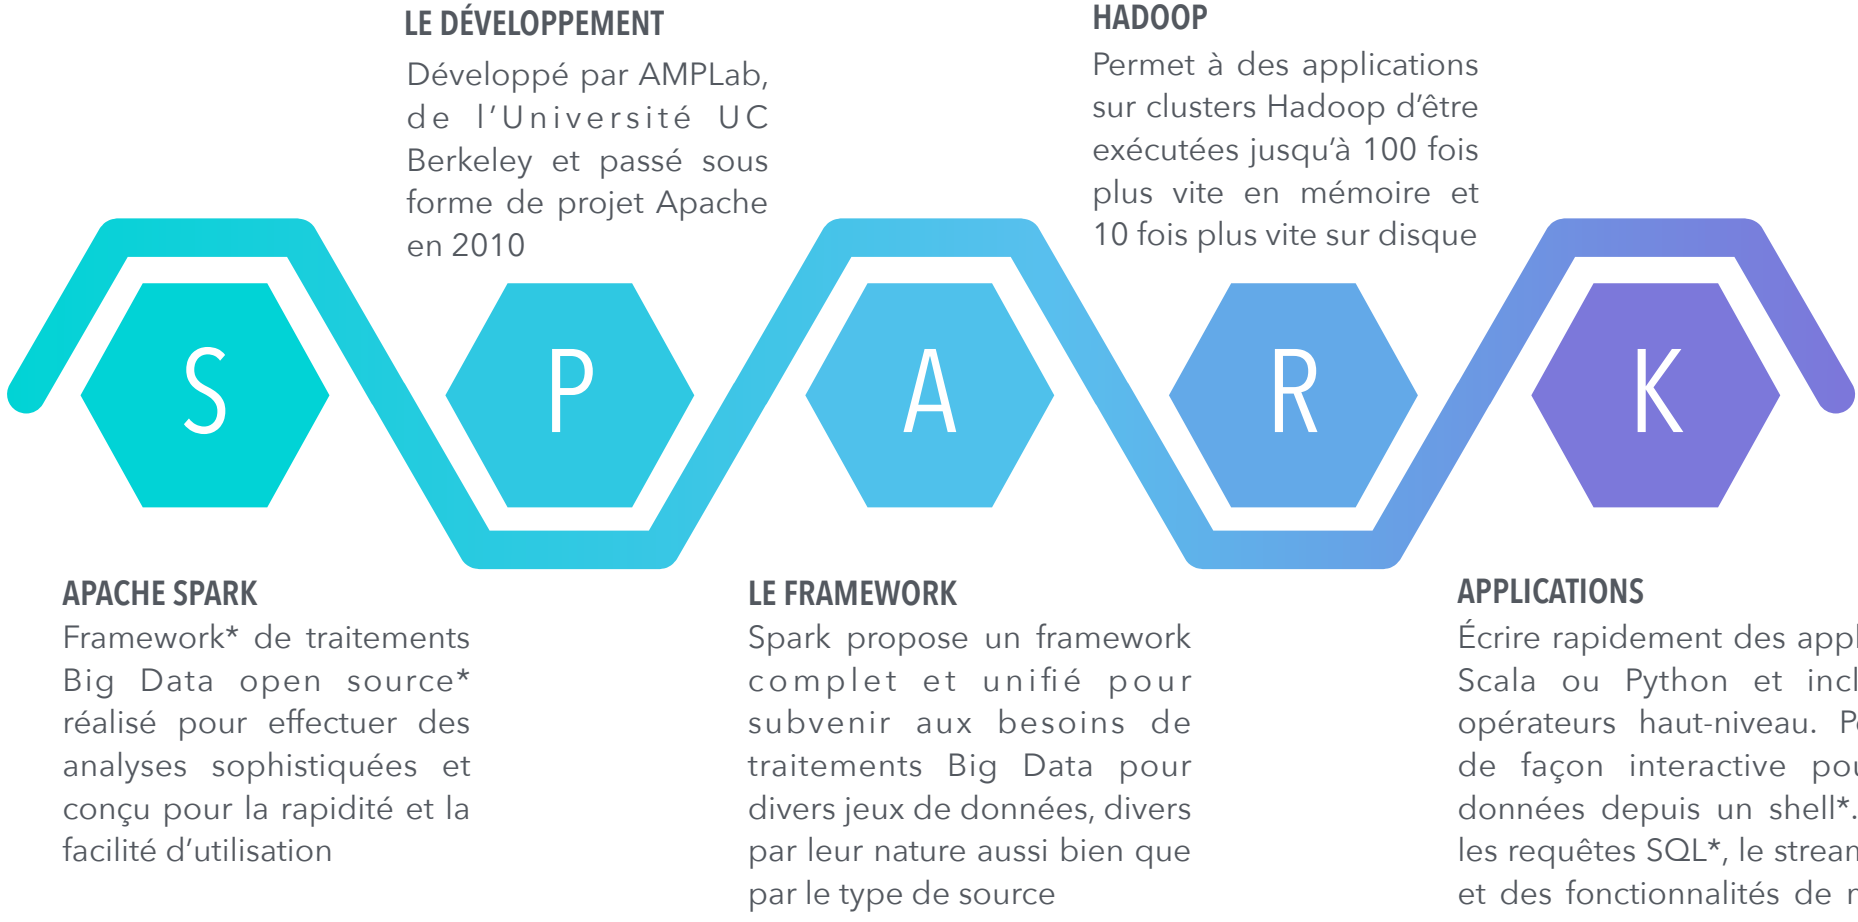 LE DÉVELOPPEMENT
Développé par AMPLab,
de l'Université UC
Berkeley et passé sous
forme de projet Apache
en 2010
HADOOP
Permet à des applications
sur clusters Hadoop d'être
exécutées jusqu'à 100 fois
plus vite en mémoire et
10 fois plus vite sur disque
S P A R K
APACHE SPARK
Framework* de traitements
Big Data open source*
réalisé pour effectuer des
analyses sophistiquées et
conçu pour la rapidité et la
facilité d'utilisation
LE FRAMEWORK
Spark propose un framework
complet et unifié pour
subvenir aux besoins de
traitements Big Data pour
divers jeux de données, divers
par leur nature aussi bien que
par le type de source
APPLICATIONS
Écrire rapidement des
Scala ou Python et
opérateurs haut-niveau.
de façon interactive
données depuis un shell*.
les requêtes SQL*, le
et des fonctionnalités de